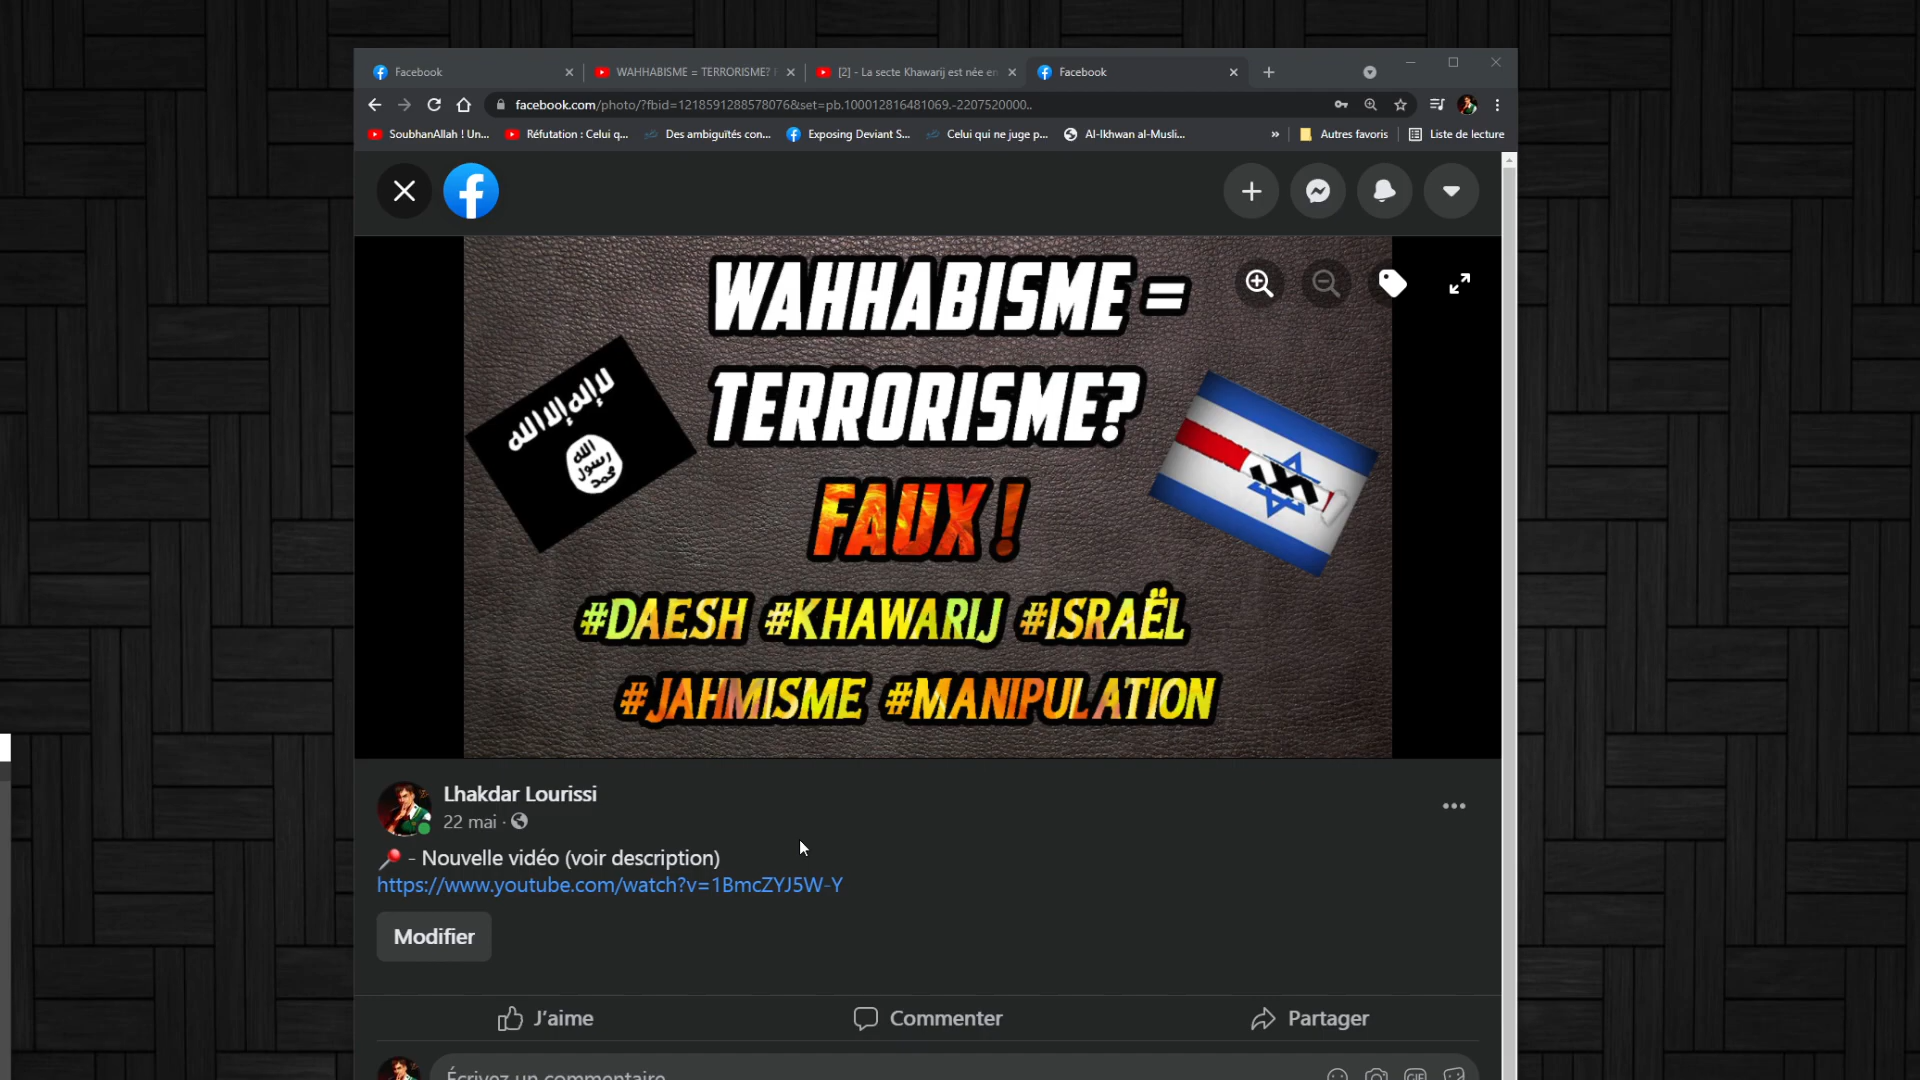 Facebook
WAHHABISME = TERRORISME? F
[2] - La secte Khawarij est née en
Facebook
facebook.com/photo/?fbid=121859128857807​6&set=pb.100012816481069.-2207520000..
SoubhanAllah ! Un...
Réfutation : Celui q...
Des ambiguïtés con...
Exposing Deviant S...
Celui qui ne juge p...
Al-Ikhwan al-Musli...
»
Autres favoris
Liste de lecture
WAHHABISME =
TERRORISME?
FAUX !
لا إله إلا الله
الله
رسول
محمد
#DAESH #KHAWARIJ #ISRAËL
#JAHMISME #MANIPULATION
Lhakdar Lourissi
22 mai ·
- Nouvelle vidéo (voir description)
https://www.youtube.com/watch?v=1BmcZYJ5W-Y
Modifier
J'aime
Commenter
Partager
Écrivez un commentaire
GIF